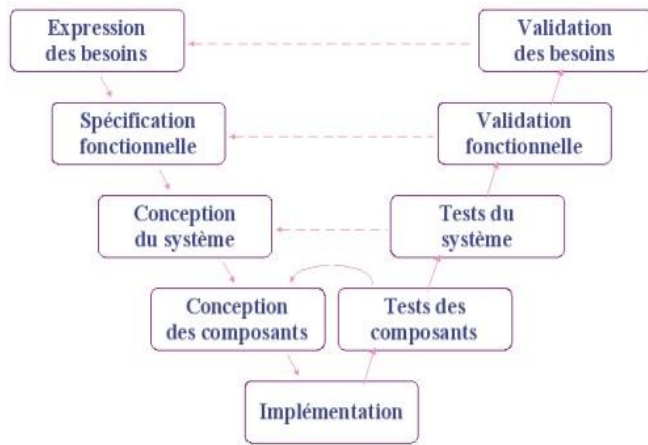 Expression
des besoins
Validation
des besoins
Spécification
fonctionnelle
Validation
fonctionnelle
Conception
du système
Tests du
système
Conception
des composants
Tests des
composants
Implémentation